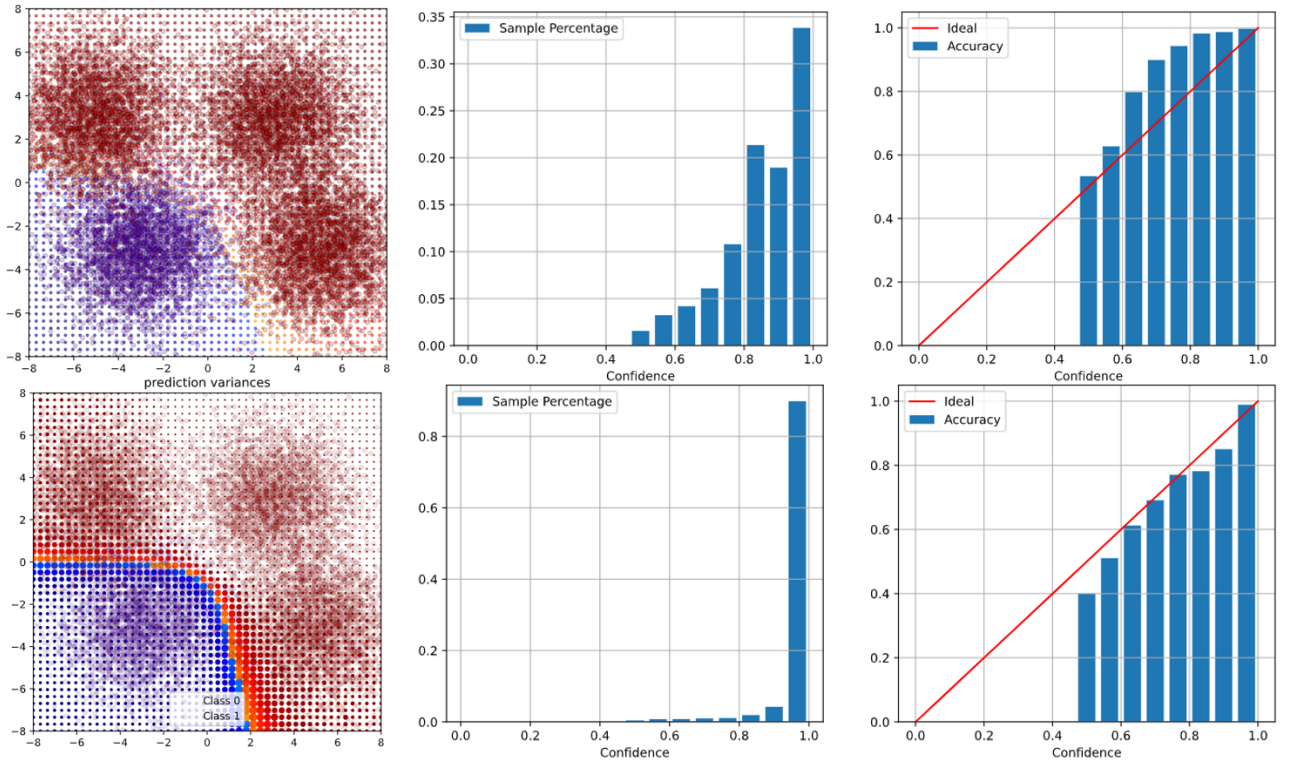 8
6
4
2
0
−2
−4
−6
−8
−8 −6 −4 −2 0 2 4 6 8
Sample Percentage
0.35
0.30
0.25
0.20
0.15
0.10
0.05
0.00
0.0 0.2 0.4 0.6 0.8 1.0
Confidence
Ideal
Accuracy
1.0
0.8
0.6
0.4
0.2
0.0
0.0 0.2 0.4 0.6 0.8 1.0
Confidence
prediction variances
8
6
4
2
0
−2
−4
−6
−8
Class 0
Class 1
−8 −6 −4 −2 0 2 4 6 8
Sample Percentage
0.8
0.6
0.4
0.2
0.0
0.0 0.2 0.4 0.6 0.8 1.0
Confidence
Ideal
Accuracy
1.0
0.8
0.6
0.4
0.2
0.0
0.0 0.2 0.4 0.6 0.8 1.0
Confidence